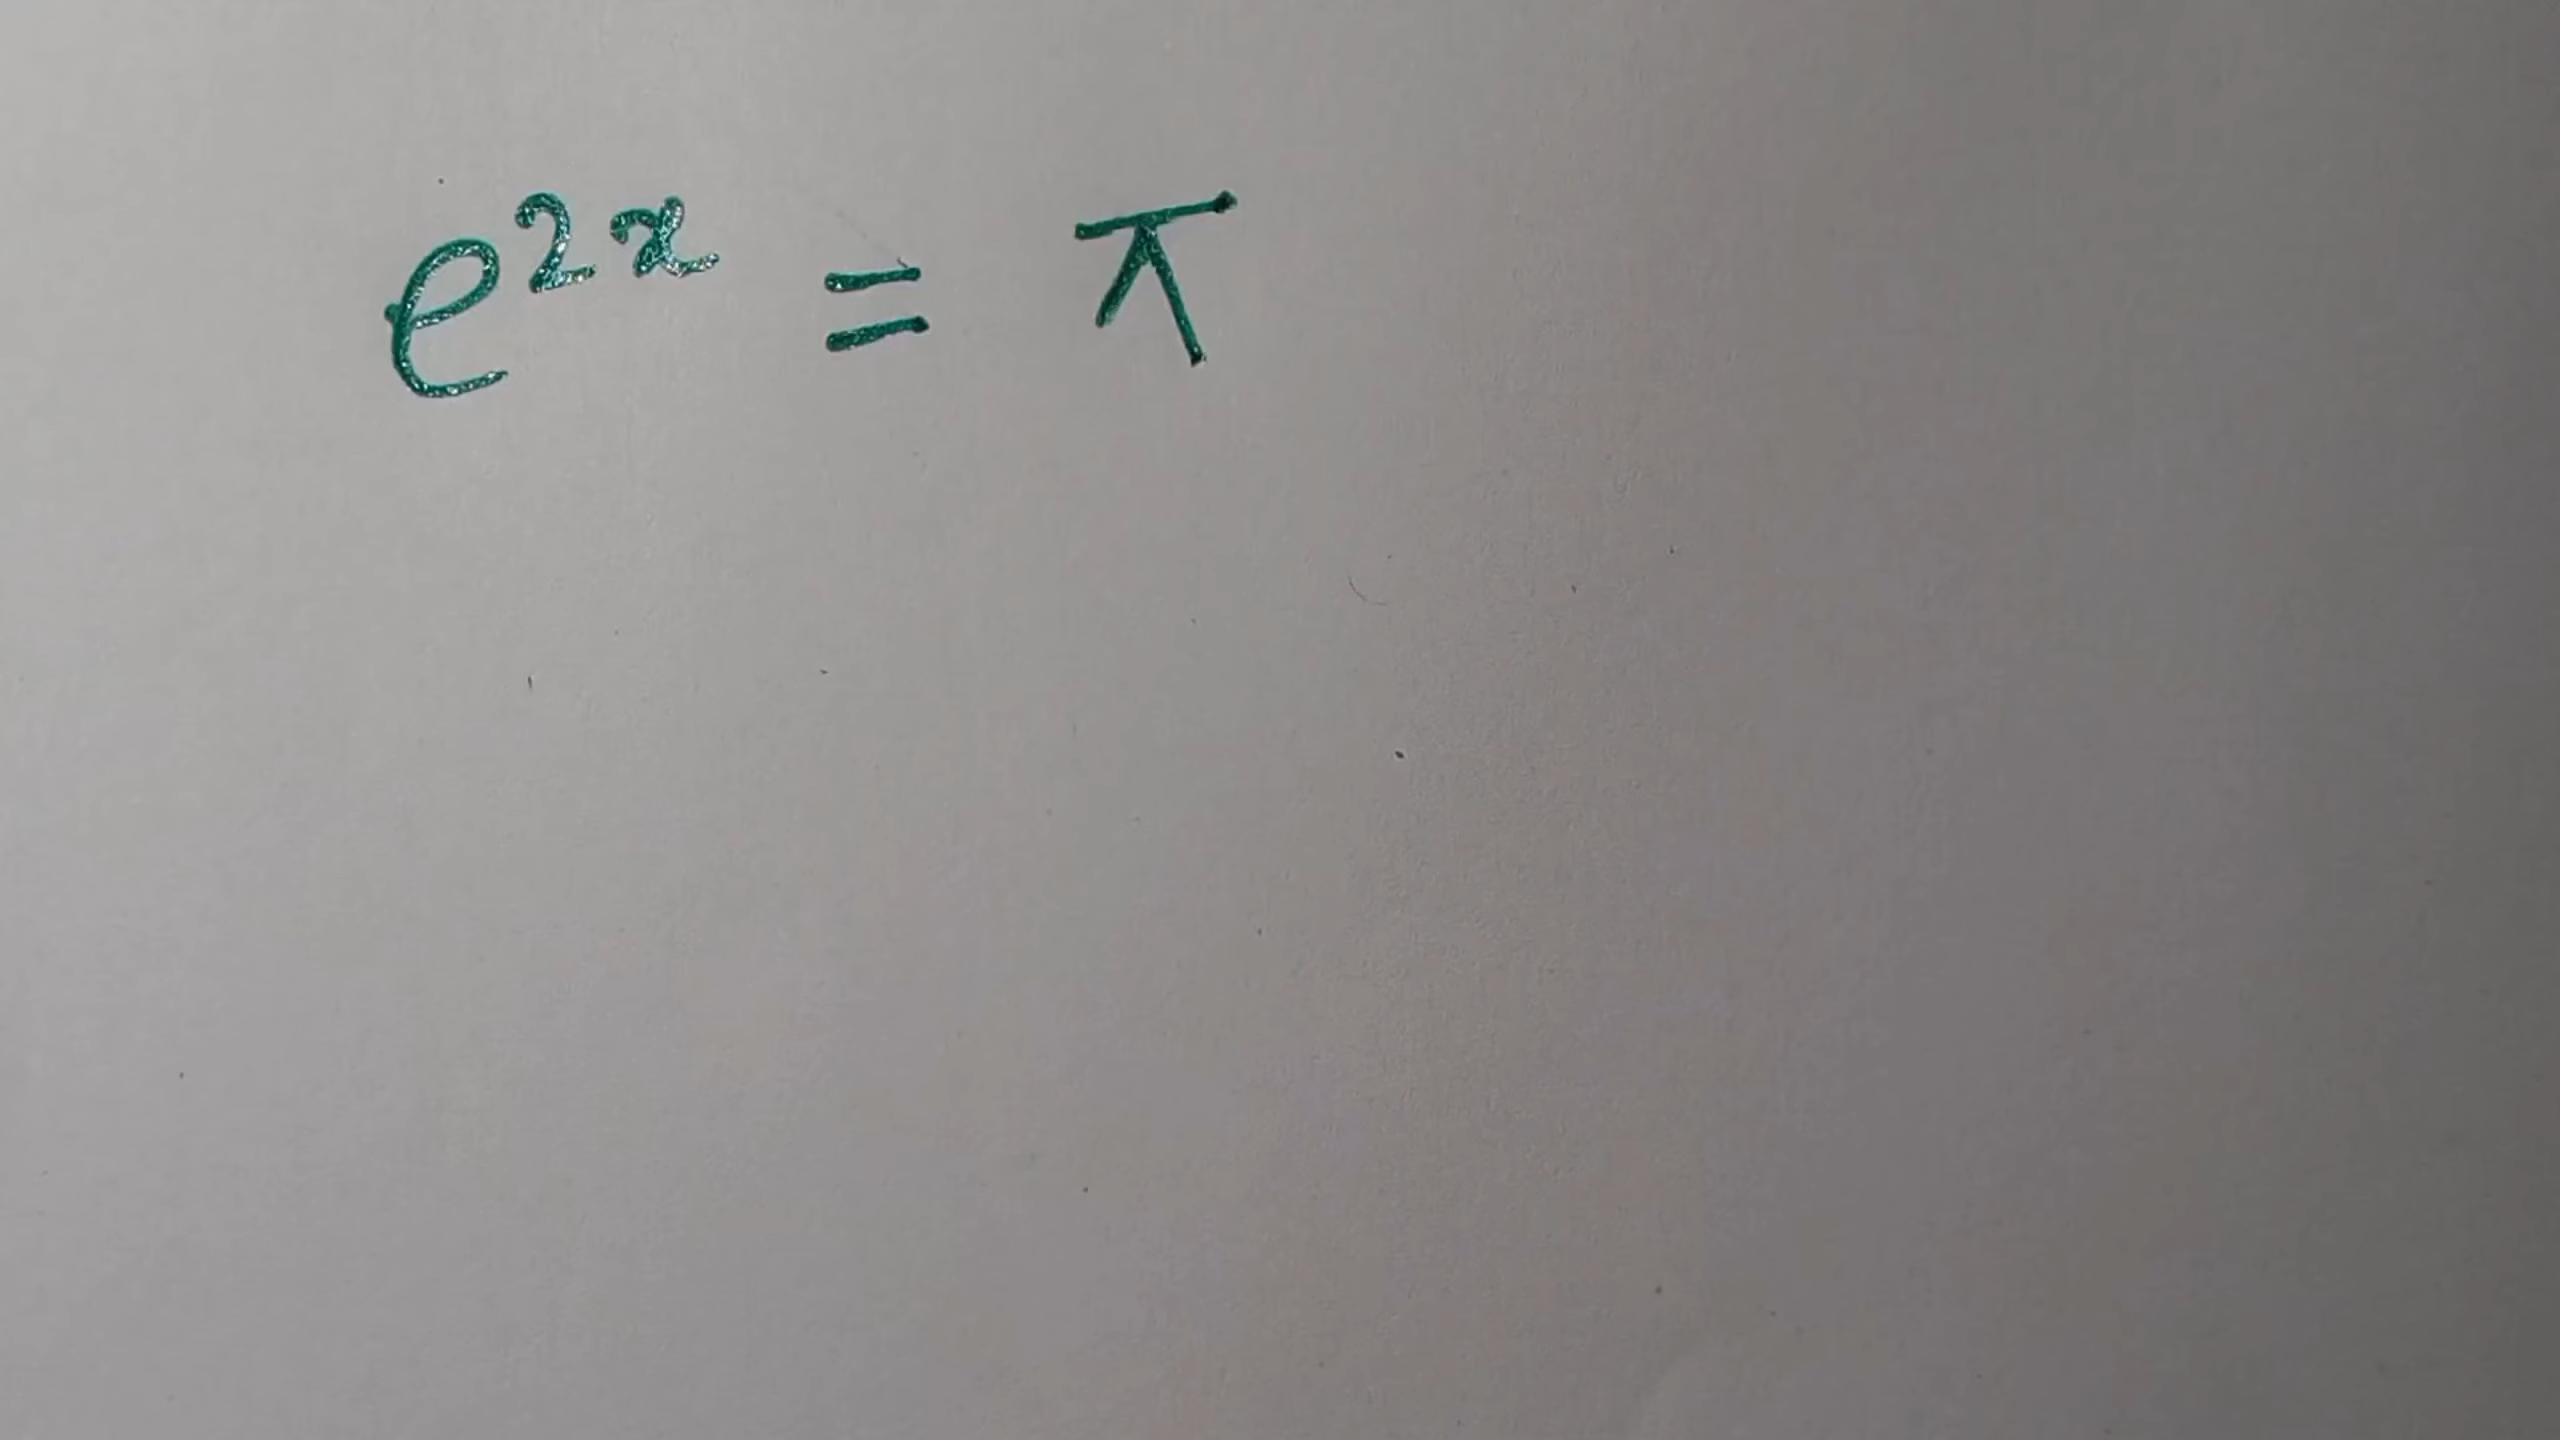 e^{2x} = π